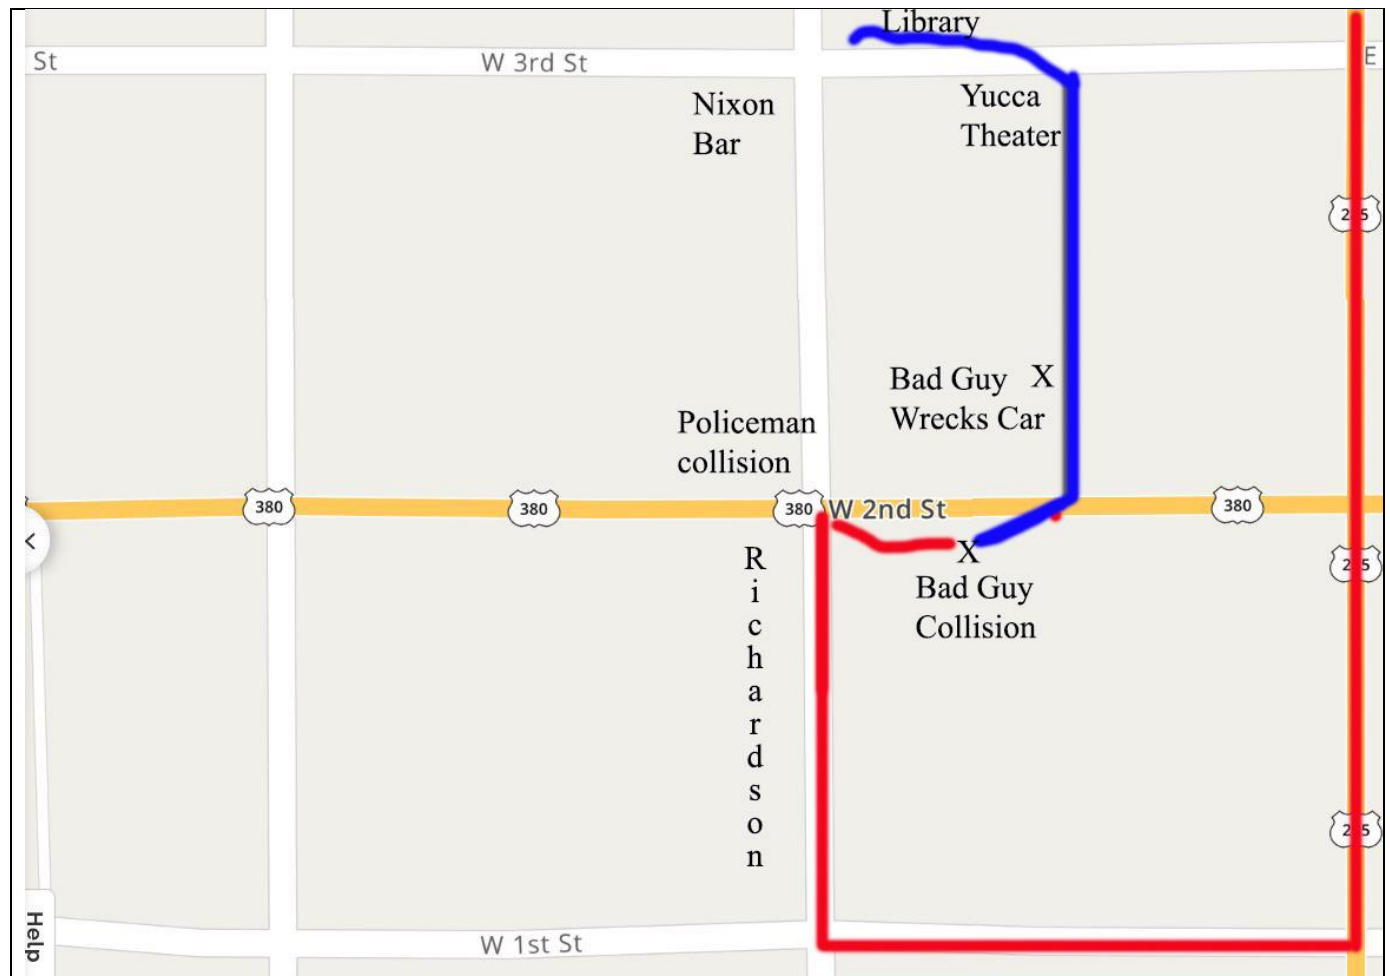 Library
St
W 3rd St
E
Nixon
Bar
Yucca
Theater
Bad Guy X
Wrecks Car
Policeman
collision
380
380
380
W 2nd St
380
<
X
Bad Guy
Collision
R
i
c
h
a
r
d
s
o
n
Help
W 1st St